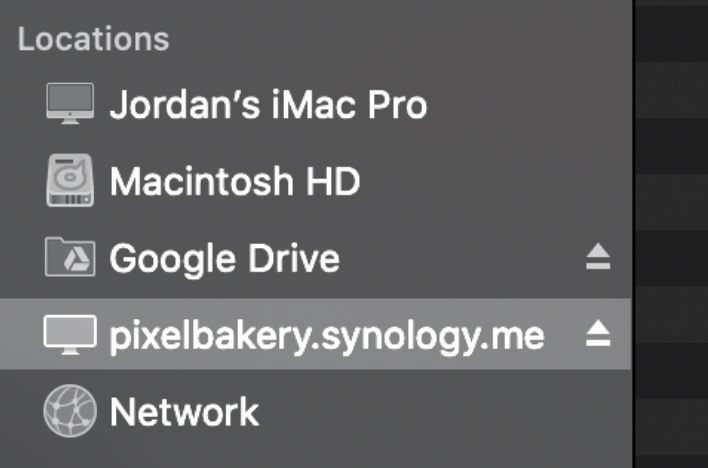 Locations
Jordan’s iMac Pro
Macintosh HD
Google Drive
pixelbakery.synology.me
Network